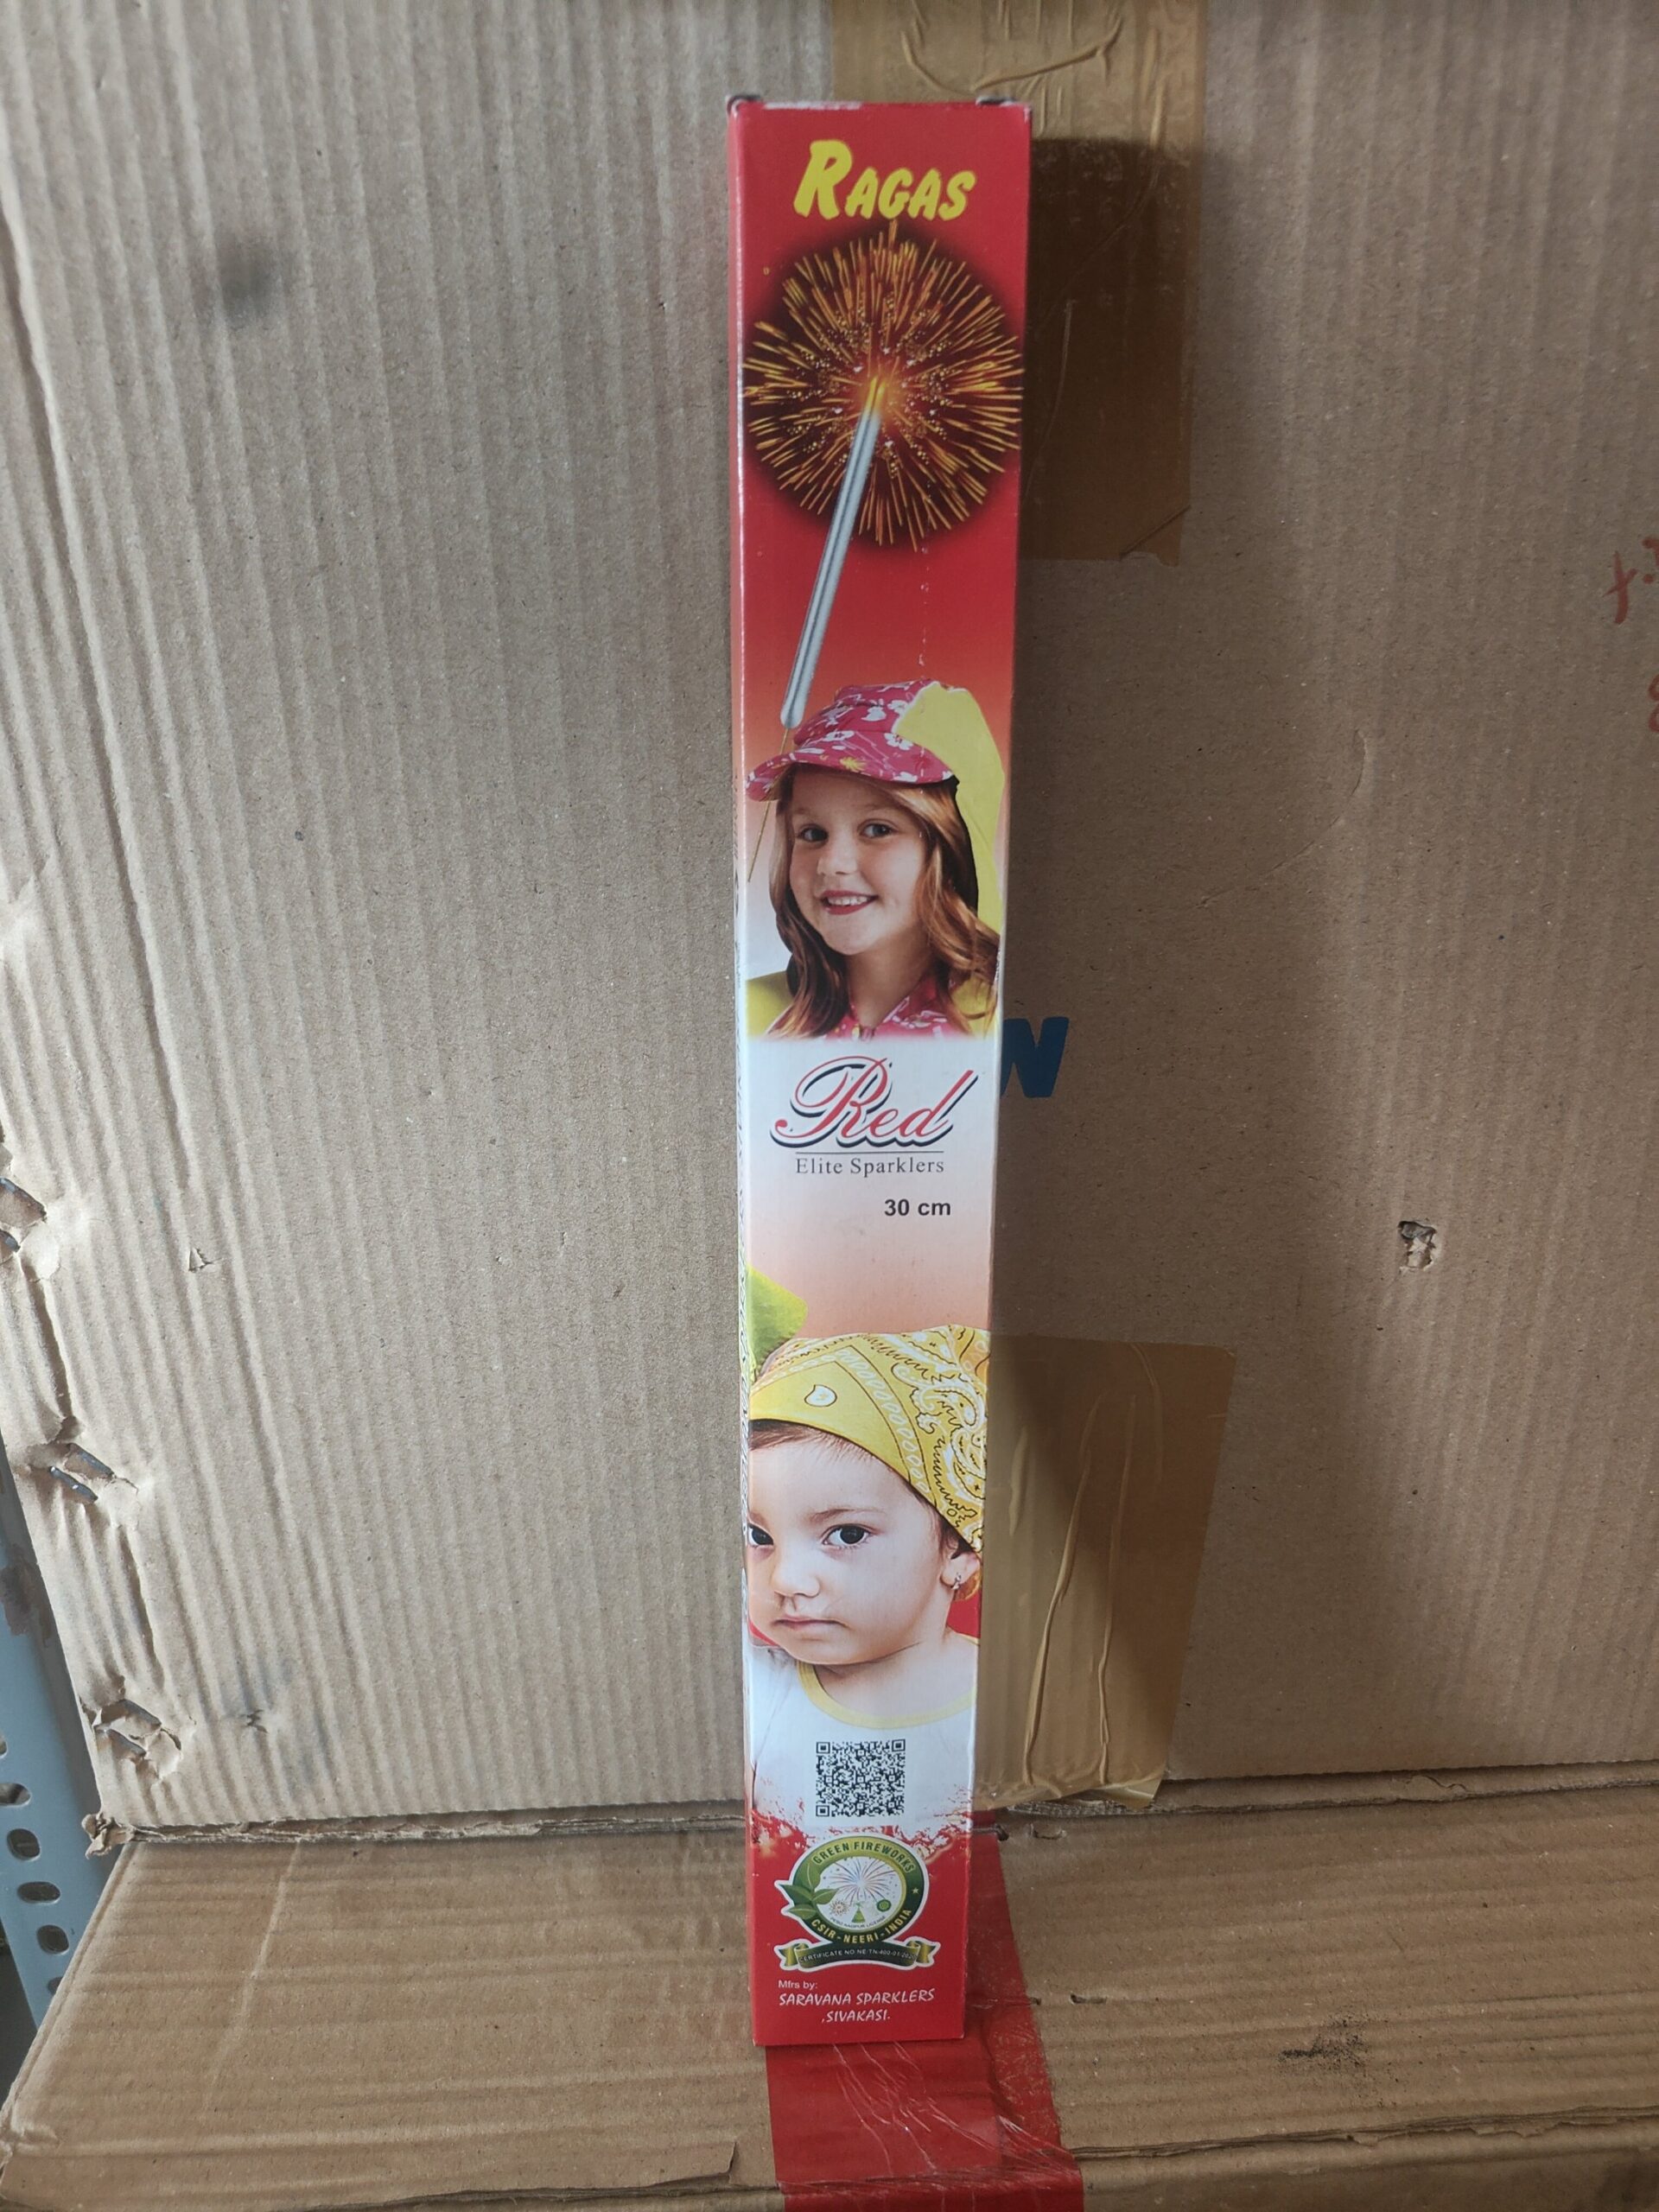 RAGAS
Red
Elite Sparklers
30 cm
GREEN FIREWORKS
CSIR-NEERI-INDIA
Mfrs by:
SARAVANA SPARKLERS
SIVAKASI.